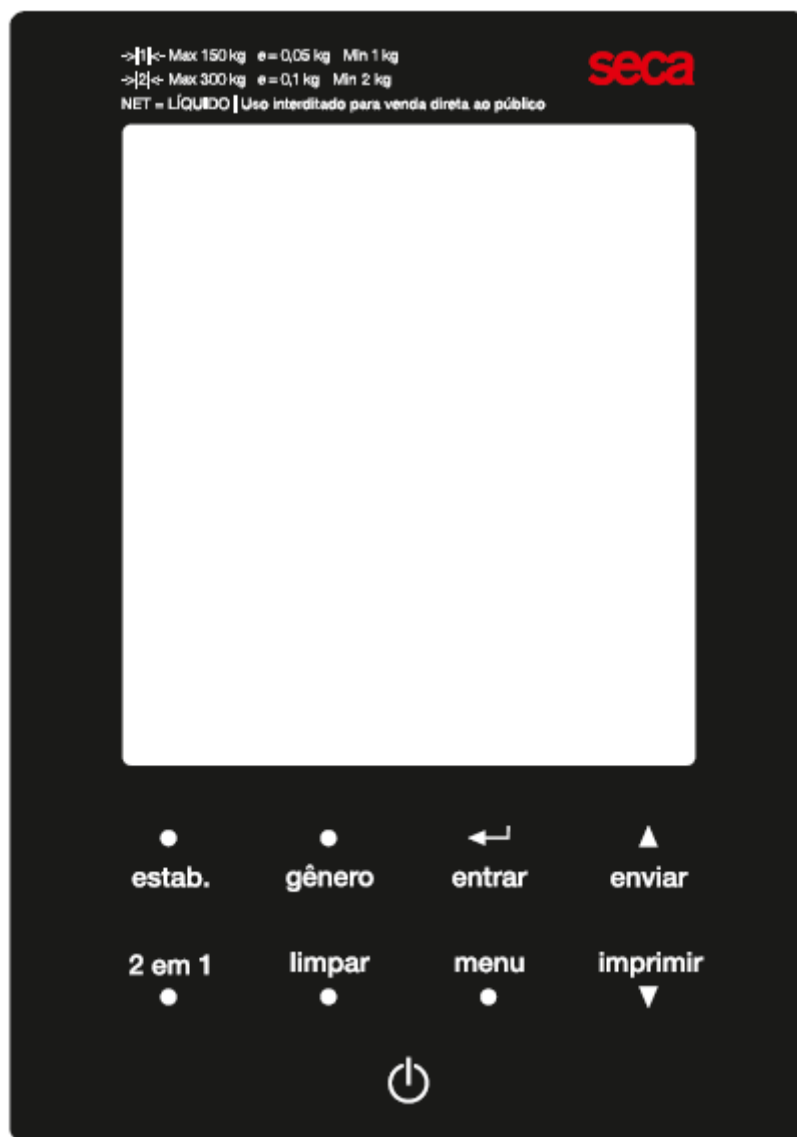 ->|1|<- Max 150 kg e = 0,05 kg Min 1 kg
seca
->|2|<- Max 300 kg e = 0,1 kg Min 2 kg
NET = LÍQUIDO | Uso interditado para venda direta ao público
estab. gênero entrar enviar
2 em 1 limpar menu imprimir